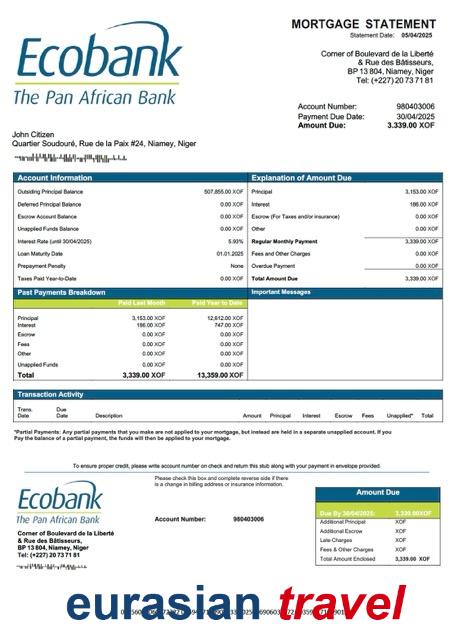 MORTGAGE STATEMENT
Statement Date: 05/04/2025
Ecobank
The Pan African Bank
Corner of Boulevard de la Liberté
& Rue des Bâtisseurs,
BP 13 804, Niamey, Niger
Tel: (+227) 20 73 71 81
Account Number: 980403006
Payment Due Date: 30/04/2025
Amount Due: 3.339.00 XOF
John Citizen
Quartier Soudouré, Rue de la Paix #24, Niamey, Niger
Account Information
Outsiding Principal Balance 507,855.00 XOF
Deferred Principal Balance 0.00 XOF
Escrow Account Balance 0.00 XOF
Unapplied Funds Balance 0.00 XOF
Interest Rate (until 30/04/2025) 5.93%
Loan Maturity Date 01.01.2025
Prepayment Penalty None
Taxes Paid Year-to-Date 0.00 XOF
Explanation of Amount Due
Principal 3,153.00 XOF
Interest 186.00 XOF
Escrow (For Taxes and/or insurance) 0.00 XOF
Other 0.00 XOF
Regular Monthly Payment 3,339.00 XOF
Fees and Other Charges 0.00 XOF
Overdue Payment 0.00 XOF
Total Amount Due 3,339.00 XOF
Past Payments Breakdown
Paid Last Month Paid Year to Date
Principal 3,153.00 XOF 12,612.00 XOF
Interest 186.00 XOF 747.00 XOF
Escrow 0.00 XOF 0.00 XOF
Fees 0.00 XOF 0.00 XOF
Other 0.00 XOF 0.00 XOF
Unapplied Funds 0.00 XOF 0.00 XOF
Total 3,339.00 XOF 13,359.00 XOF
Important Messages
Transaction Activity
Trans. Date Due Date Description Amount Principal Interest Escrow Fees Unapplied* Total
*Partial Payments: Any partial payments that you make are not applied to your mortgage, but instead are held in a separate unapplied account. If you
Pay the balance of a partial payment, the funds will then be applied to your mortgage.
To ensure proper credit, please write account number on check and return this stub along with your payment in envelope provided.
Ecobank
The Pan African Bank
Corner of Boulevard de la Liberté
& Rue des Bâtisseurs,
BP 13 804, Niamey, Niger
Tel: (+227) 20 73 71 81
Please check this box and complete reverse side if there
is a change in billing address or insurance information.
Account Number: 980403006
Amount Due
Due By 30/04/2025: 3,339.00XOF
Additional Principal XOF
Additional Escrow XOF
Late Charges XOF
Fees & Other Charges XOF
Total Amount Enclosed 3,339.00 XOF
eurasian travel